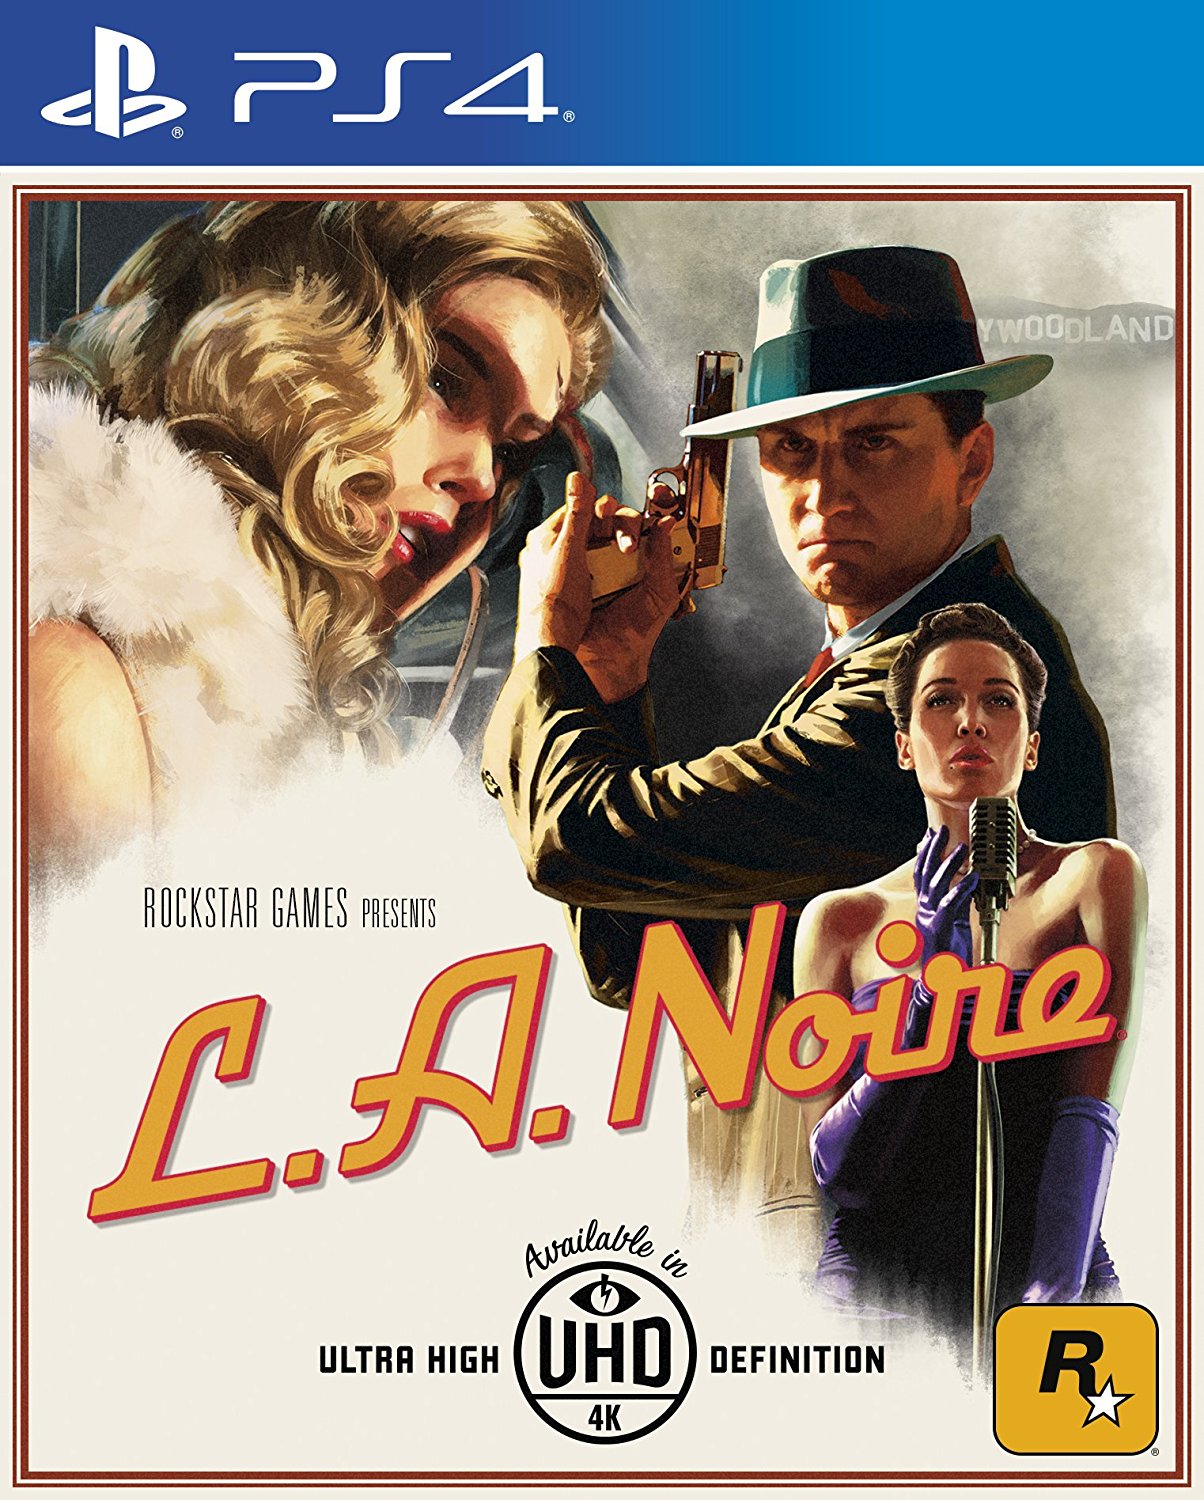 PS4
YWOODLAND
ROCKSTAR GAMES PRESENTS
L.A. Noire
Available in
ULTRA HIGH UHD DEFINITION
4K
R